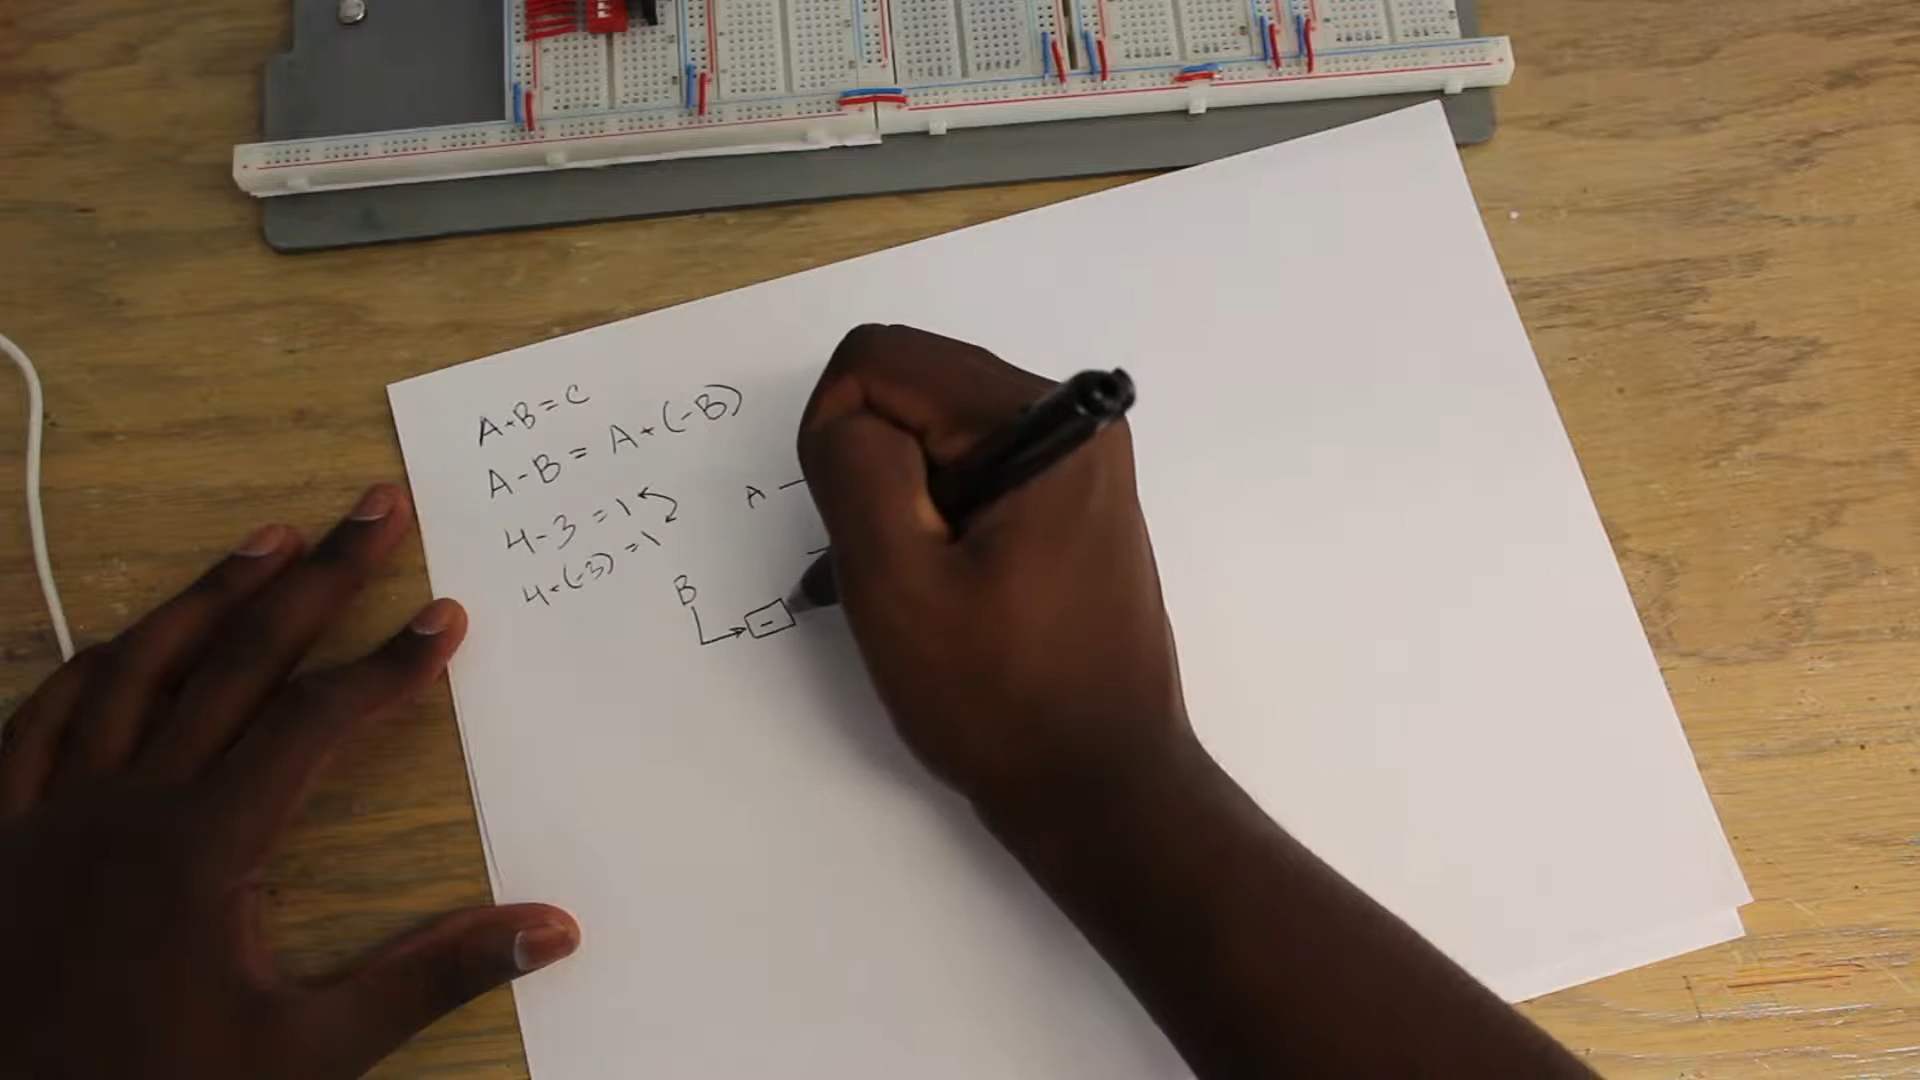 A+B=C
A-B = A+(-B)
4-3 =1
4+(-3) =1
A
B
-